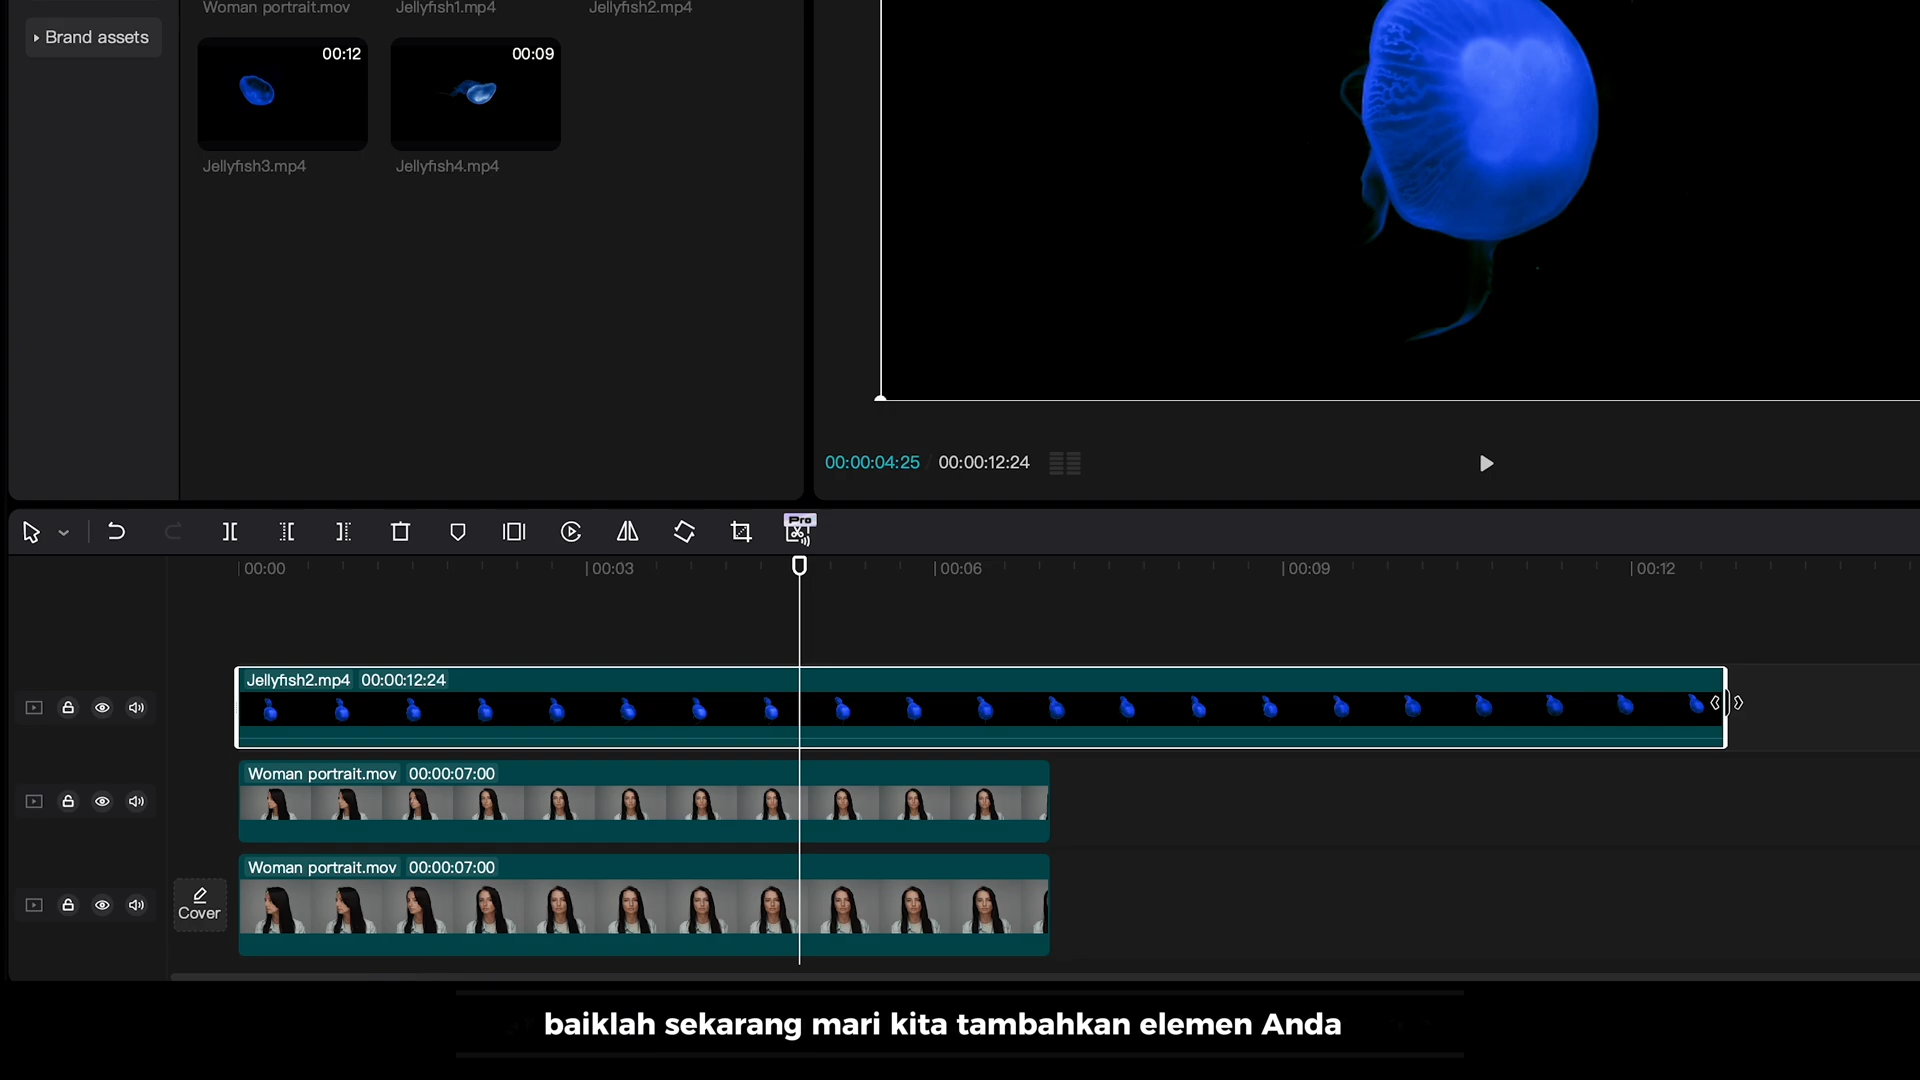 Woman portrait.mov
Jellyfish1.mp4
Jellyfish2.mp4
Brand assets
00:12
00:09
Jellyfish3.mp4
Jellyfish4.mp4
00:00:04:25 / 00:00:12:24
Pro
00:00
00:03
00:06
00:09
00:12
Jellyfish2.mp4 00:00:12:24
Woman portrait.mov 00:00:07:00
Woman portrait.mov 00:00:07:00
Cover
baiklah sekarang mari kita tambahkan elemen Anda